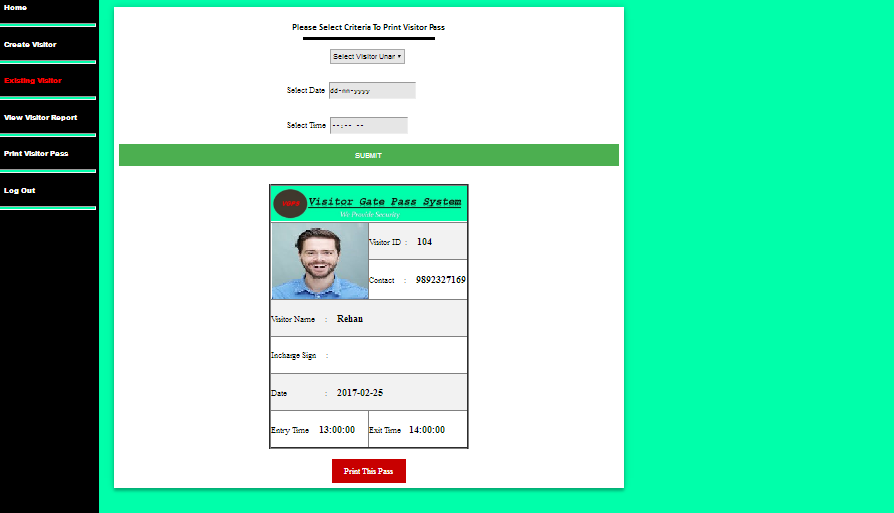 Home
Create Visitor
Existing Visitor
View Visitor Report
Print Visitor Pass
Log Out
Please Select Criteria To Print Visitor Pass
Select Visitor Unar
Select Date dd-nn-yyyy
Select Time --:-- --
SUBMIT
Visitor Gate Pass System
We Provide Security
Visitor ID : 104
Contact : 9892327169
Visitor Name : Rehan
Incharge Sign :
Date : 2017-02-25
Entry Time 13:00:00 Exit Time 14:00:00
Print This Pass